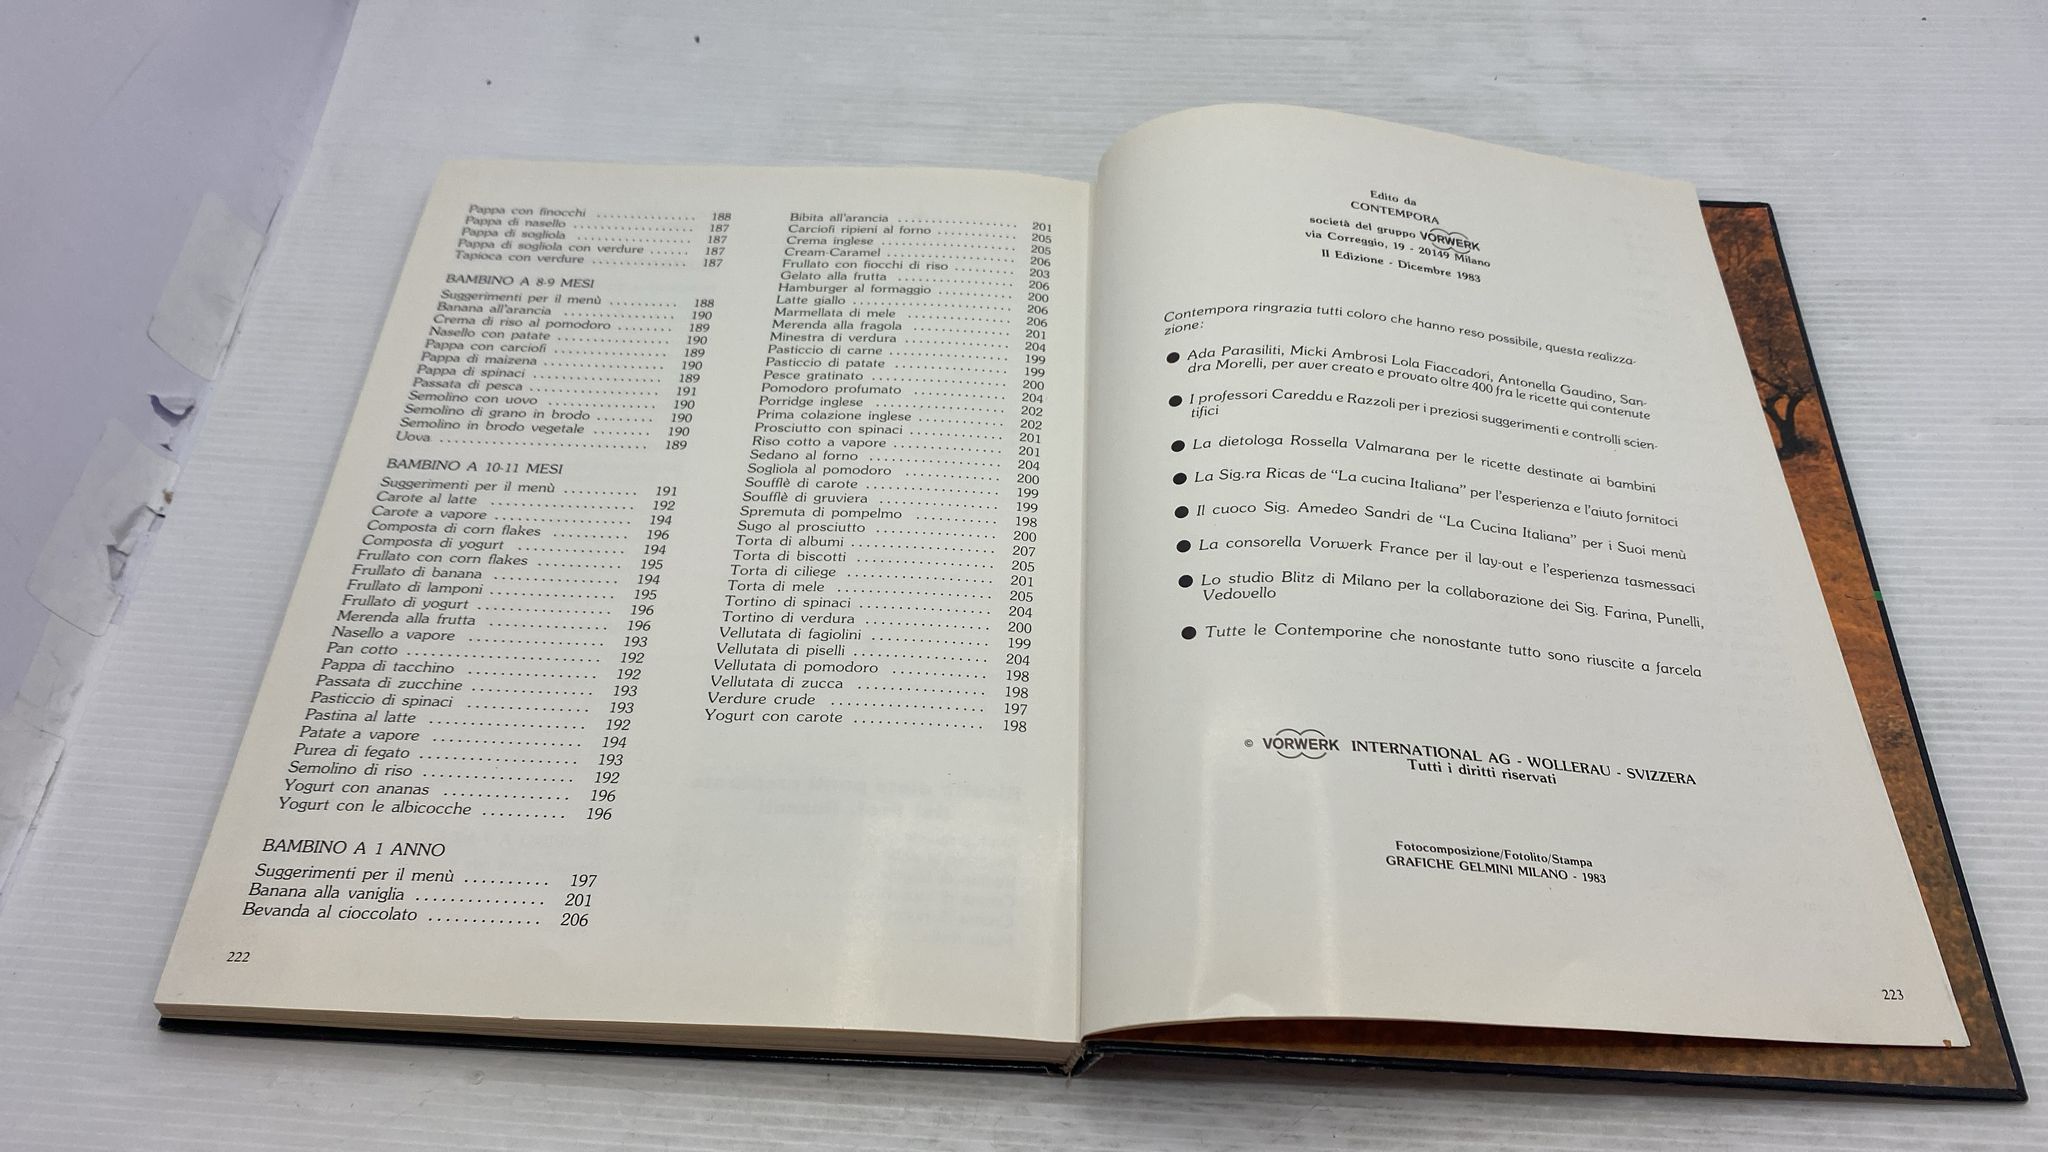 Pappa con finocchi ................ 188
Pappa di nasello ................ 187
Pappa di sogliola ................ 187
Pappa di sogliola con verdure ...... 187
Tapioca con verdure ................ 187
BAMBINO A 8-9 MESI
Suggerimenti per il menù .......... 188
Banana all'arancia ................ 190
Crema di riso al pomodoro ........ 189
Nasello con patate ................ 190
Pappa con carciofi ................ 189
Pappa di maizena ................ 190
Pappa di spinaci ................ 189
Passata di pesca ................ 191
Semolino con uovo ................ 190
Semolino di grano in brodo ......... 190
Semolino in brodo vegetale ........ 190
Uova ................ 189
BAMBINO A 10-11 MESI
Suggerimenti per il menù .......... 191
Carote al latte ................ 192
Carote a vapore ................ 194
Composta di corn flakes ........... 196
Composta di yogurt ................ 194
Frullato con corn flakes ............ 195
Frullato di banana ................ 194
Frullato di lamponi ................ 195
Frullato di yogurt ................ 196
Merenda alla frutta ................ 196
Nasello a vapore ................ 193
Pan cotto ................ 192
Pappa di tacchino ................ 192
Passata di zucchine ................ 193
Pasticcio di spinaci ................ 193
Pastina al latte ................ 192
Patate a vapore ................ 194
Purea di fegato ................ 193
Semolino di riso ................ 192
Yogurt con ananas ................ 196
Yogurt con le albicocche .......... 196
BAMBINO A 1 ANNO
Suggerimenti per il menù .......... 197
Banana alla vaniglia ................ 201
Bevanda al cioccolato ............. 206
222
Bibita all'arancia ................ 201
Carciofi ripieni al forno ............ 205
Crema inglese ................ 205
Cream-Caramel ................ 206
Frullato con fiocchi di riso ......... 203
Gelato alla frutta ................ 206
Hamburger al formaggio .......... 200
Latte giallo ................ 206
Marmellata di mele ................ 206
Merenda alla fragola ................ 201
Minestra di verdura ................ 204
Pasticcio di carne ................ 199
Pasticcio di patate ................ 199
Pesce gratinato ................ 200
Pomodoro profumato ............. 204
Porridge inglese ................ 202
Prima colazione inglese ........... 202
Prosciutto con spinaci ............. 201
Riso cotto a vapore ................ 201
Sedano al forno ................ 204
Sogliola al pomodoro ............. 200
Soufflè di carote ................ 199
Soufflè di gruviera ................ 199
Spremuta di pompelmo ........... 198
Sugo al prosciutto ................ 200
Torta di albumi ................ 207
Torta di biscotti ................ 205
Torta di ciliege ................ 201
Torta di mele ................ 205
Tortino di spinaci ................ 204
Tortino di verdura ................ 200
Vellutata di fagiolini ................ 199
Vellutata di piselli ................ 204
Vellutata di pomodoro ............ 198
Vellutata di zucca ................ 198
Verdure crude ................ 197
Yogurt con carote ................ 198
Edito da
CONTEMPORA
società del gruppo VORWERK
via Correggio, 19 - 20149 Milano
II Edizione - Dicembre 1983
Contempora ringrazia tutti coloro che hanno reso possibile, questa realizza-
zione:
● Ada Parasiliti, Micki Ambrosi Lola Fiaccadori, Antonella Gaudino, San-
dra Morelli, per aver creato e provato oltre 400 fra le ricette qui contenute
● I professori Careddu e Razzoli per i preziosi suggerimenti e controlli scien-
tifici
● La dietologa Rossella Valmarana per le ricette destinate ai bambini
● La Sig.ra Ricas de “La cucina Italiana” per l'esperienza e l'aiuto fornitoci
● Il cuoco Sig. Amedeo Sandri de “La Cucina Italiana” per i Suoi menù
● La consorella Vorwerk France per il lay-out e l'esperienza tasmessaci
● Lo studio Blitz di Milano per la collaborazione dei Sig. Farina, Punelli,
Vedovello
● Tutte le Contemporine che nonostante tutto sono riuscite a farcela
© VORWERK INTERNATIONAL AG - WOLLERAU - SVIZZERA
Tutti i diritti riservati
Fotocomposizione/Fotolito/Stampa
GRAFICHE GELMINI MILANO - 1983
223